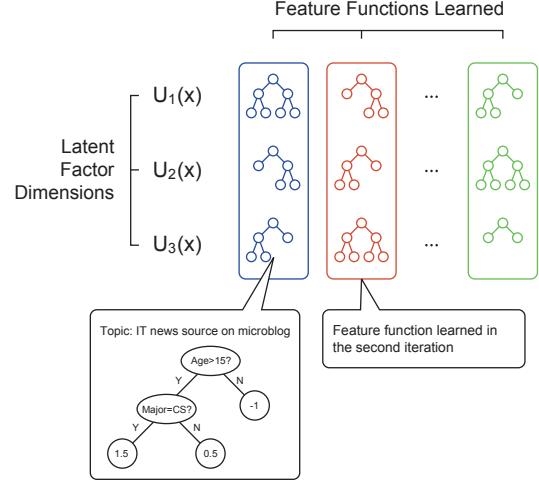 Feature Functions Learned
Latent
Factor
Dimensions
U1(x)
...
U2(x)
...
U3(x)
...
Topic: IT news source on microblog
Age>15?
Y
N
Major=CS?
-1
Y
N
1.5
0.5
Feature function learned in
the second iteration